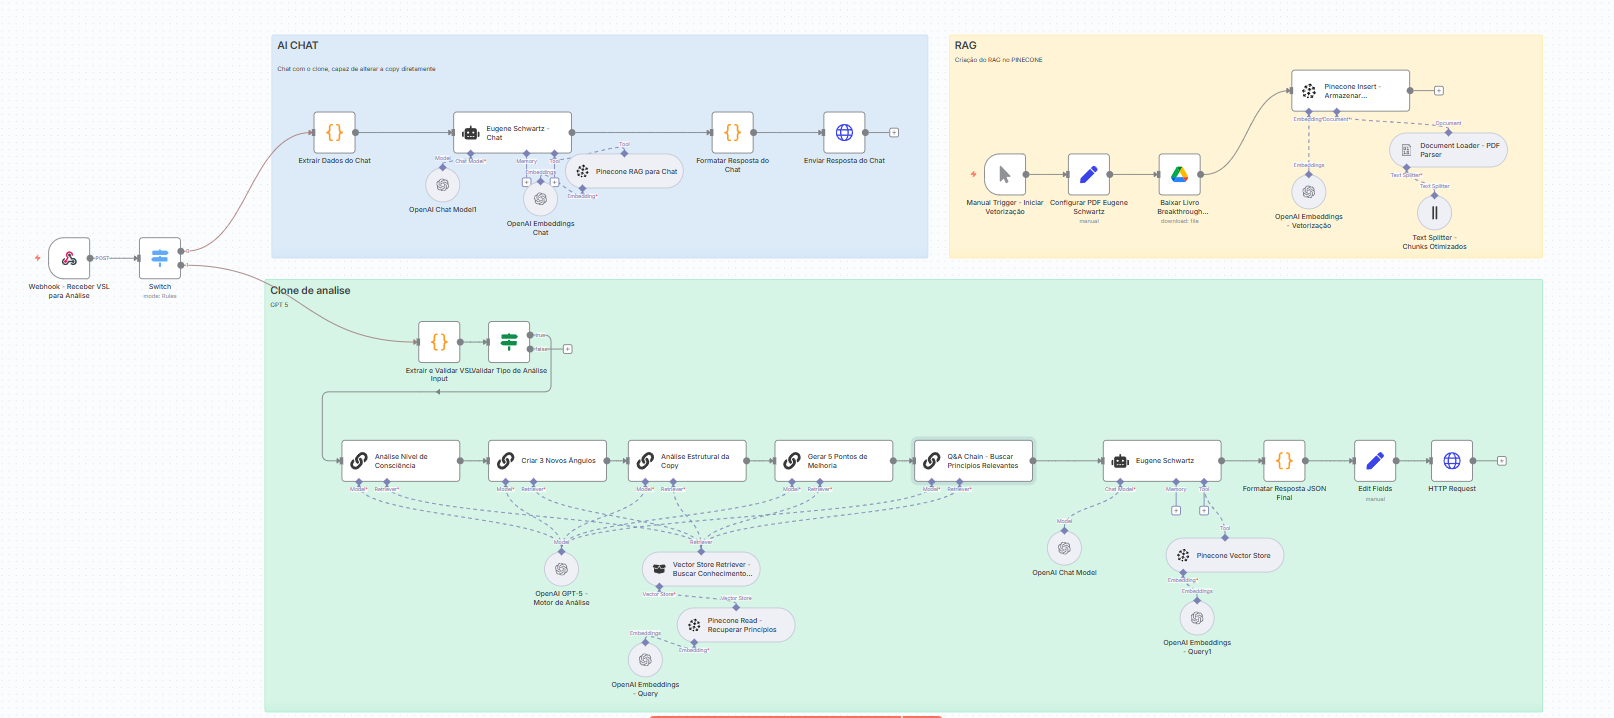 AI CHAT
Chat com o clone, capaz de alterar a copy diretamente
Extrair Dados do Chat
Eugene Schwartz -
Chat
Model
Chat Model*
Memory
Tool
OpenAI Chat Model1
Embeddings
OpenAI Embeddings
Chat
Tool
Pinecone RAG para Chat
Embedding*
Formatar Resposta do
Chat
Enviar Resposta do Chat
RAG
Criação do RAG no PINECONE
Manual Trigger - Iniciar
Vetorização
Configurar PDF Eugene
Schwartz
manual
Baixar Livro
Breakthrough...
download: file
Pinecone Insert -
Armazenar...
Embedding*
Document*
Embeddings
OpenAI Embeddings
- Vetorização
Document
Document Loader - PDF
Parser
Text Splitter*
Text Splitter
Text Splitter -
Chunks Otimizados
Webhook - Receber VSL
para Análise
POST
Switch
mode: Rules
0
1
Clone de analise
GPT 5
Extrair e Validar VSL
Input
Validar Tipo de Análise
true
false
Análise Nivel de
Consciência
Model*
Retriever*
Criar 3 Novos Ângulos
Model*
Retriever*
Análise Estrutural da
Copy
Model*
Retriever*
Gerar 5 Pontos de
Melhoria
Model*
Retriever*
Q&A Chain - Buscar
Princípios Relevantes
Model*
Retriever*
Eugene Schwartz
Chat Model*
Memory
Tool
Formatar Resposta JSON
Final
Edit Fields
manual
HTTP Request
Model
OpenAI GPT-5 -
Motor de Análise
Retriever
Vector Store Retriever -
Buscar Conhecimento...
Vector Store*
Vector Store
Pinecone Read -
Recuperar Princípios
Embedding*
Embeddings
OpenAI Embeddings
- Query
Model
OpenAI Chat Model
Tool
Pinecone Vector Store
Embedding*
Embeddings
OpenAI Embeddings
- Query1